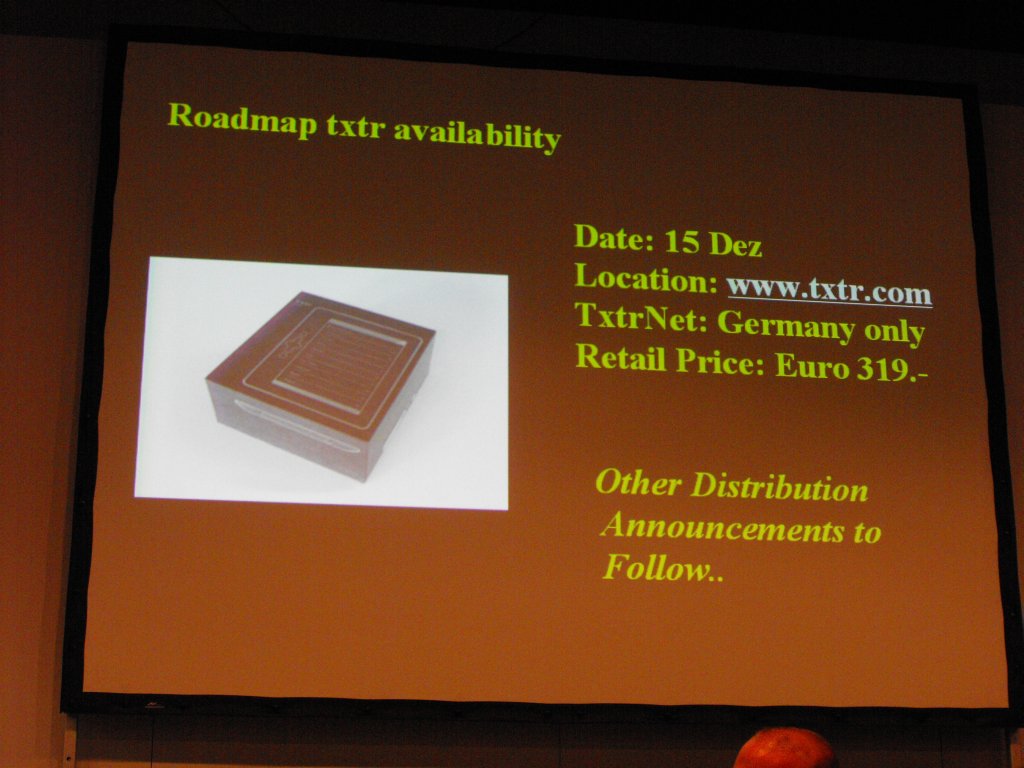 Roadmap txtr availability
Date: 15 Dez
Location: www.txtr.com
TxtrNet: Germany only
Retail Price: Euro 319.-
Other Distribution
Announcements to
Follow..